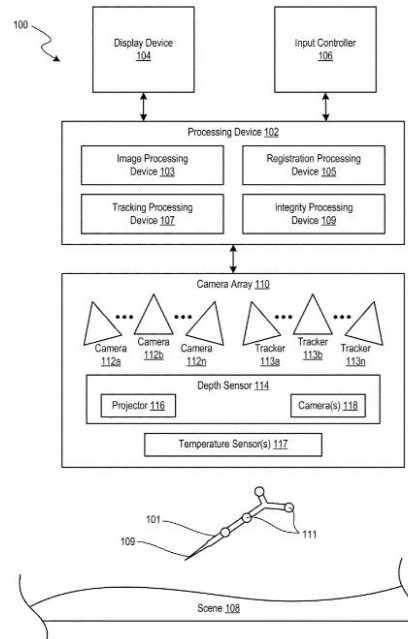 100
Display Device
104
Input Controller
106
Processing Device 102
Image Processing
Device 103
Registration Processing
Device 105
Tracking Processing
Device 107
Integrity Processing
Device 109
Camera Array 110
Camera
112a
Camera
112b
Camera
112n
Tracker
113a
Tracker
113b
Tracker
113n
Depth Sensor 114
Projector 116
Camera(s) 118
Temperature Sensor(s) 117
101
111
109
Scene 108